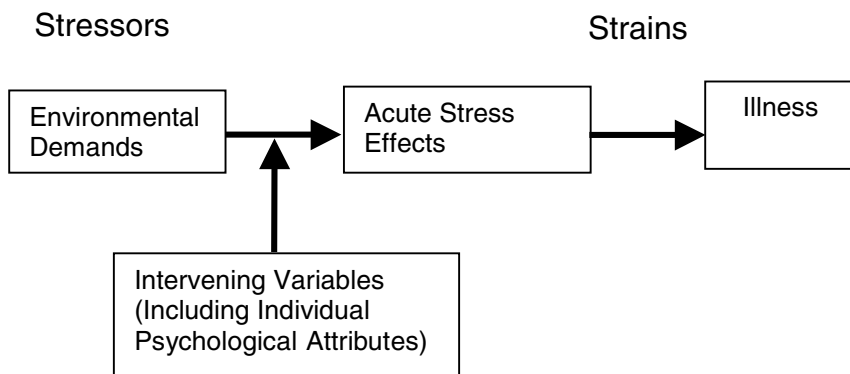 Stressors
Strains
Environmental
Demands
Acute Stress
Effects
Illness
Intervening Variables
(Including Individual
Psychological Attributes)